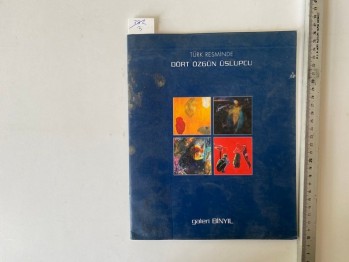 TÜRK RESMİNDE
DÖRT ÖZGÜN ÜSLUPÇU
galeri BİNYIL